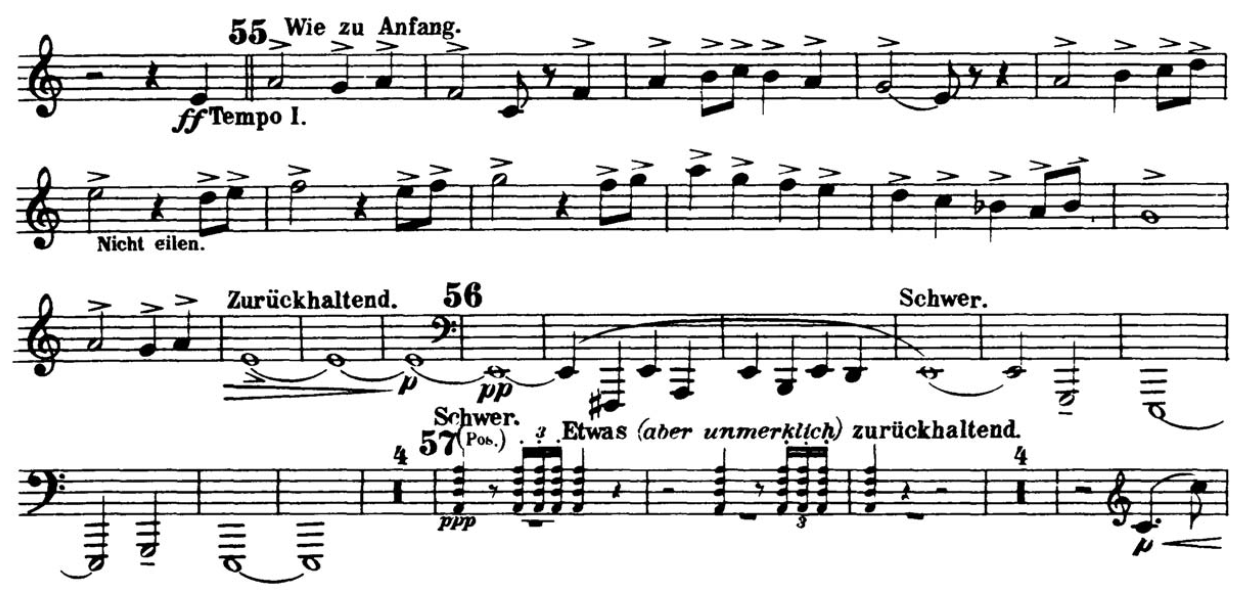 55 Wie zu Anfang.
ff Tempo I.
Nicht eilen.
Zurückhaltend. 56 Schwer.
p pp
Schwer.
57 (Pos.) 3 Etwas (aber unmerklich) zurückhaltend.
4 4
ppp 3 p